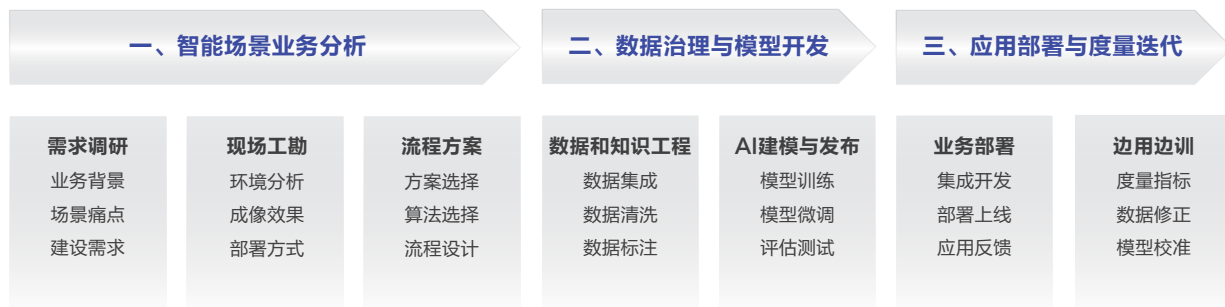 一、智能场景业务分析
二、数据治理与模型开发
三、应用部署与度量迭代
需求调研
业务背景
场景痛点
建设需求
现场工勘
环境分析
成像效果
部署方式
流程方案
方案选择
算法选择
流程设计
数据和知识工程
数据集成
数据清洗
数据标注
AI建模与发布
模型训练
模型微调
评估测试
业务部署
集成开发
部署上线
应用反馈
边用边训
度量指标
数据修正
模型校准